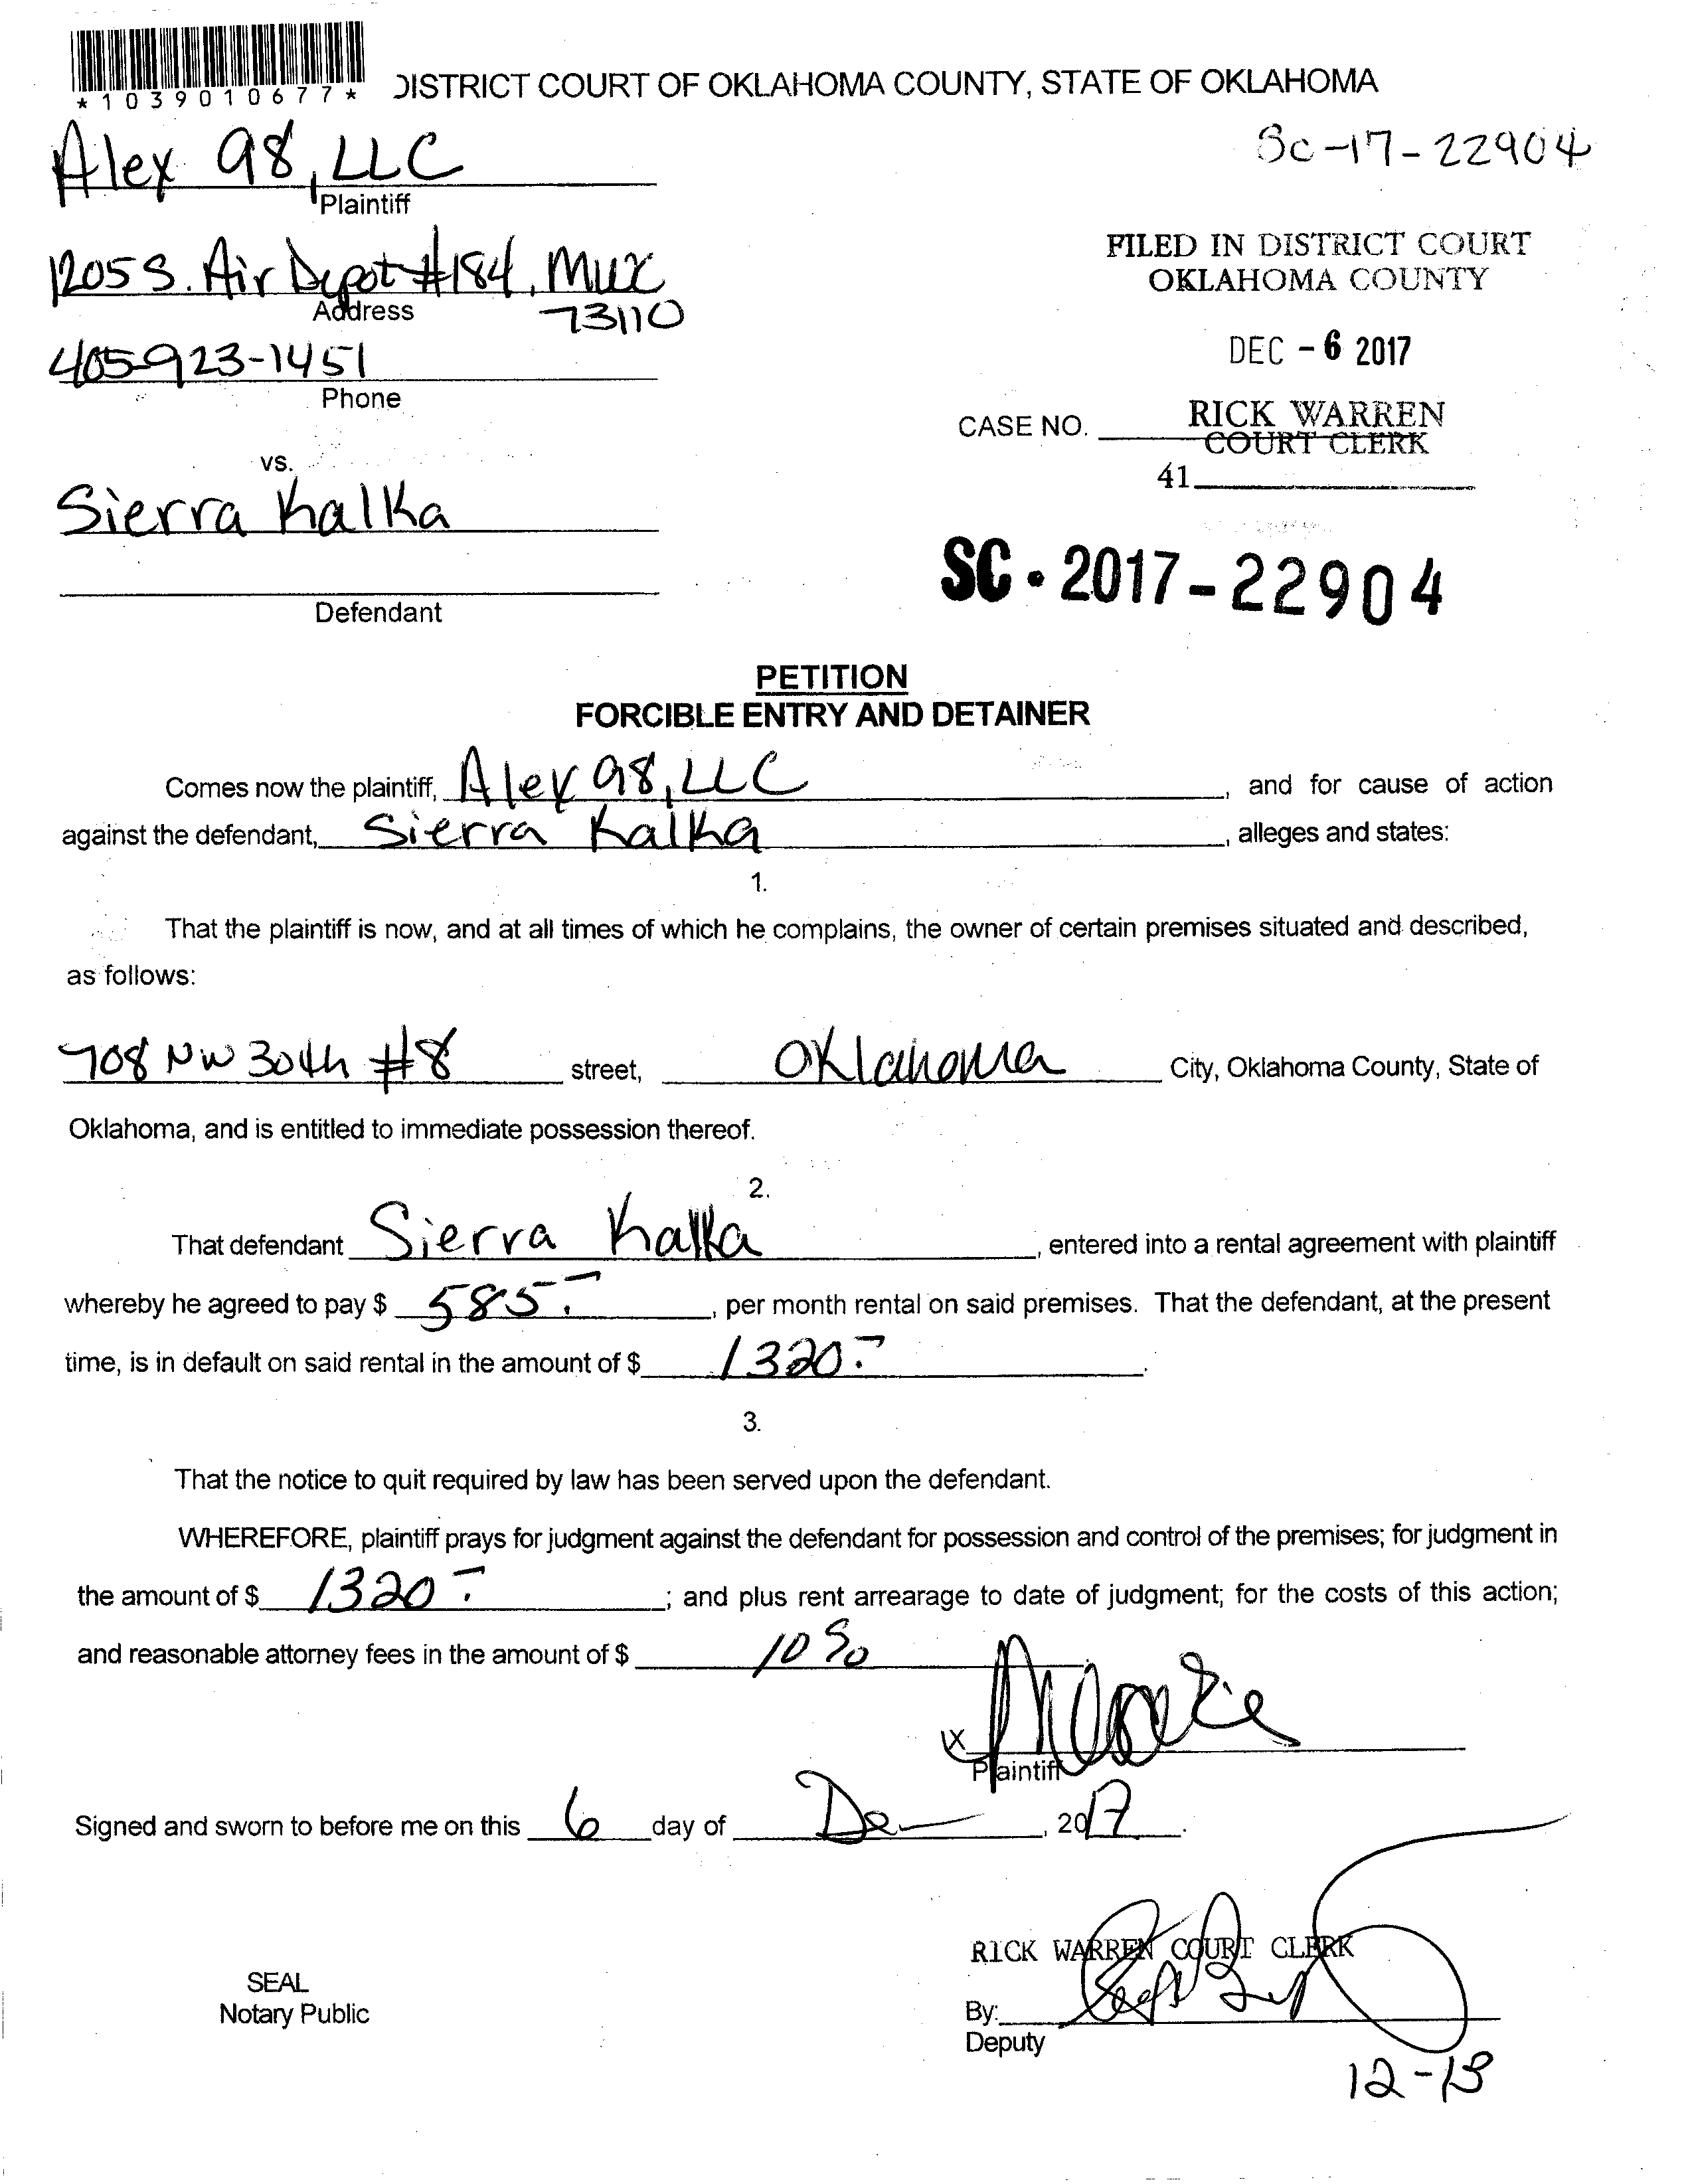 *1039010677*
DISTRICT COURT OF OKLAHOMA COUNTY, STATE OF OKLAHOMA
Alex 98, LLC
Plaintiff
SC-17-22904
1205 S. Air Depot #184, MWC
73110
Address
FILED IN DISTRICT COURT
OKLAHOMA COUNTY
DEC - 6 2017
405-923-1451
Phone
CASE NO. RICK WARREN
COURT CLERK
41
vs.
Sierra Kalka
Defendant
SC - 2017 - 22904
PETITION
FORCIBLE ENTRY AND DETAINER
Comes now the plaintiff, Alex 98, LLC, and for cause of action
against the defendant, Sierra Kalka, alleges and states:
1.
That the plaintiff is now, and at all times of which he complains, the owner of certain premises situated and described,
as follows:
708 NW 30th #8 street, Oklahoma City, Oklahoma County, State of
Oklahoma, and is entitled to immediate possession thereof.
2.
That defendant Sierra Kalka, entered into a rental agreement with plaintiff
whereby he agreed to pay $ 585.-, per month rental on said premises. That the defendant, at the present
time, is in default on said rental in the amount of $ 1320.-.
3.
That the notice to quit required by law has been served upon the defendant.
WHEREFORE, plaintiff prays for judgment against the defendant for possession and control of the premises; for judgment in
the amount of $ 1320.-; and plus rent arrearage to date of judgment; for the costs of this action;
and reasonable attorney fees in the amount of $ 10%
X
Plaintiff
Signed and sworn to before me on this 6 day of Dec, 2017.
RICK WARREN COURT CLERK
SEAL
Notary Public
By:
Deputy
12-13